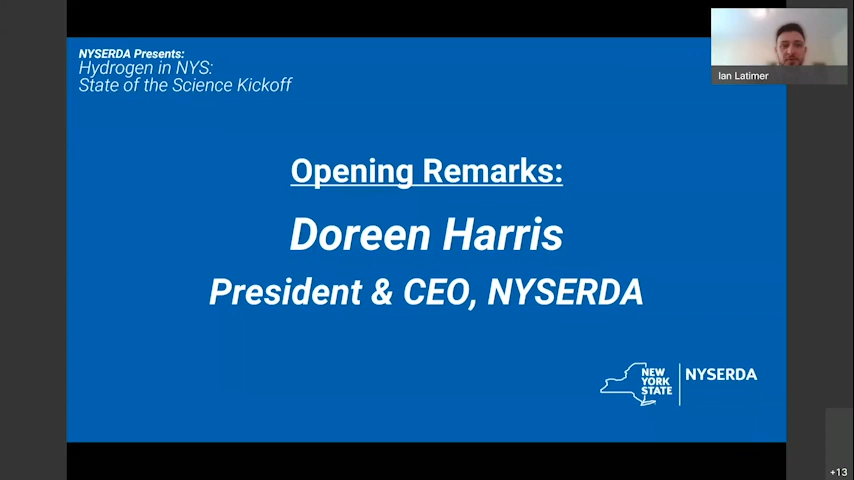 NYSERDA Presents:
Hydrogen in NYS:
State of the Science Kickoff
Ian Latimer
Opening Remarks:
Doreen Harris
President & CEO, NYSERDA
NEW
YORK
STATE
NYSERDA
+13